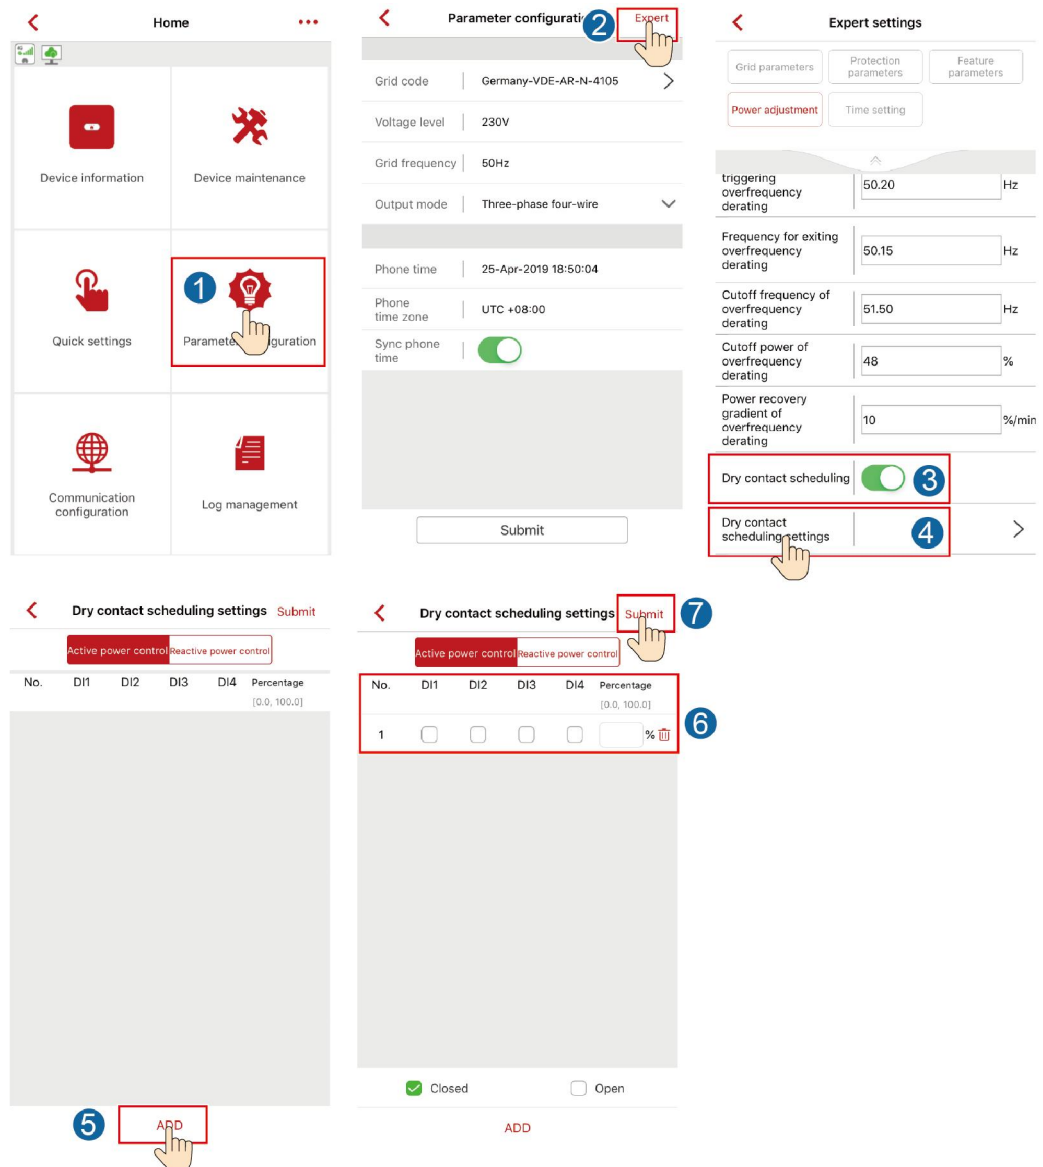 Home
Device information
Device maintenance
1
Quick settings
Parameter configuration
Communication
configuration
Log management
Parameter configurati
2
Expert
Grid code
Germany-VDE-AR-N-4105
Voltage level
230V
Grid frequency
50Hz
Output mode
Three-phase four-wire
Phone time
25-Apr-2019 18:50:04
Phone
time zone
UTC +08:00
Sync phone
time
Submit
Expert settings
Grid parameters
Protection
parameters
Feature
parameters
Power adjustment
Time setting
triggering
overfrequency
derating
50.20
Hz
Frequency for exiting
overfrequency
derating
50.15
Hz
Cutoff frequency of
overfrequency
derating
51.50
Hz
Cutoff power of
overfrequency
derating
48
%
Power recovery
gradient of
overfrequency
derating
10
%/min
Dry contact scheduling
3
Dry contact
scheduling settings
4
Dry contact scheduling settings Submit
Active power control Reactive power control
No. DI1 DI2 DI3 DI4 Percentage
[0.0, 100.0]
5
ADD
Dry contact scheduling settings Submit
7
Active power control Reactive power control
No. DI1 DI2 DI3 DI4 Percentage
[0.0, 100.0]
6
1 %
Closed Open
ADD